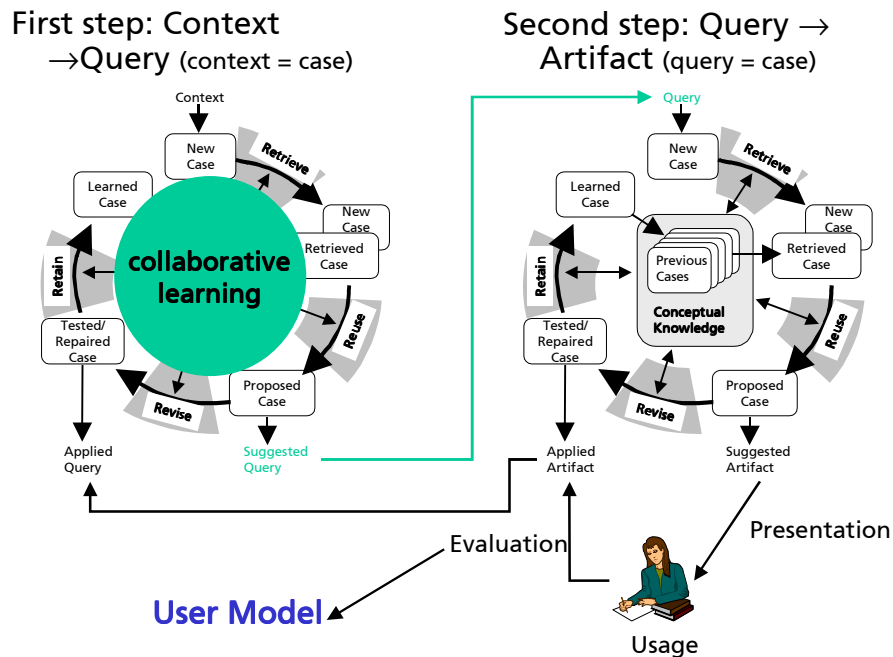 First step: Context
→Query (context = case)
Context
New
Case
Retrieve
Learned
Case
New
Case
Retrieved
Case
collaborative
learning
Retain
Reuse
Tested/
Repaired
Case
Proposed
Case
Revise
Applied
Query
Suggested
Query
Second step: Query →
Artifact (query = case)
Query
New
Case
Retrieve
Learned
Case
New
Case
Retrieved
Case
Previous
Cases
Conceptual
Knowledge
Retain
Reuse
Tested/
Repaired
Case
Proposed
Case
Revise
Applied
Artifact
Suggested
Artifact
Evaluation
Presentation
User Model
Usage